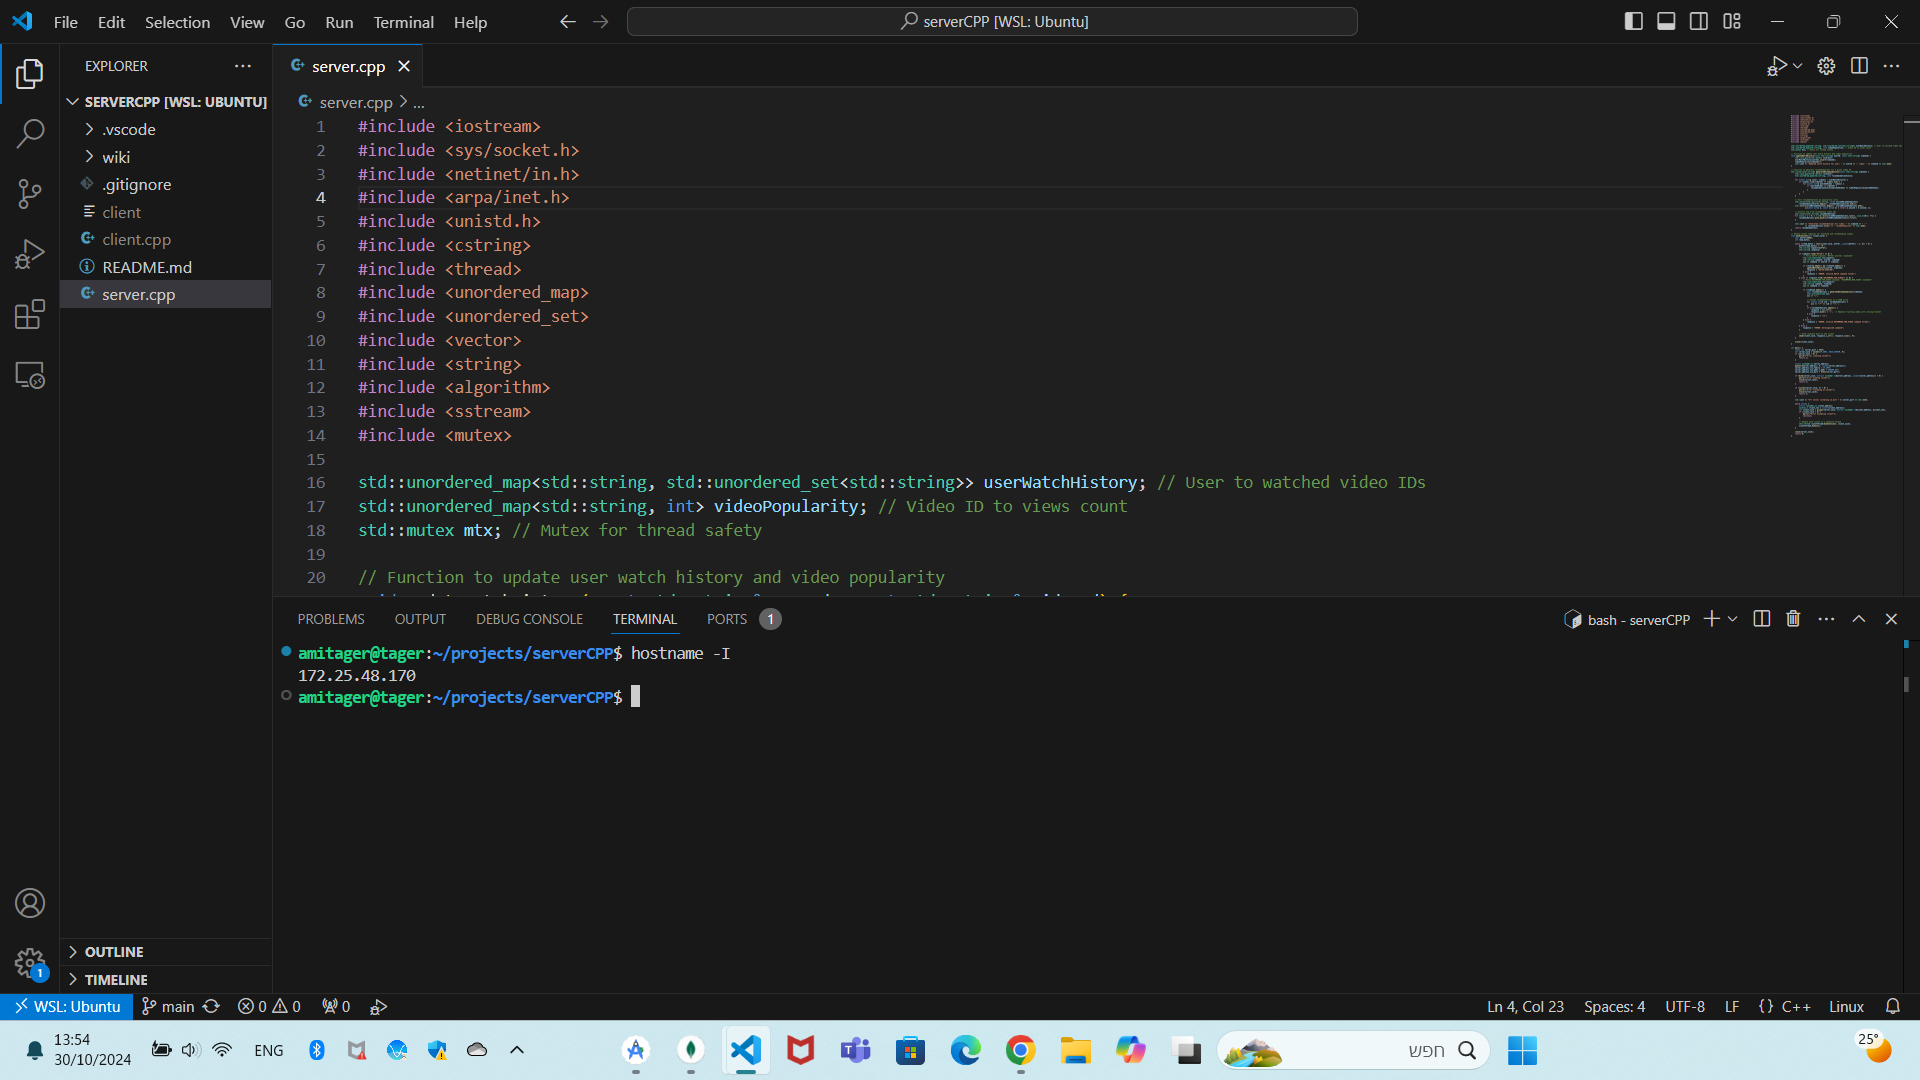 File Edit Selection View Go Run Terminal Help
serverCPP [WSL: Ubuntu]
EXPLORER
SERVERCPP [WSL: UBUNTU]
.vscode
wiki
.gitignore
client
client.cpp
README.md
server.cpp
OUTLINE
TIMELINE
server.cpp
server.cpp > ...
1 #include <iostream>
2 #include <sys/socket.h>
3 #include <netinet/in.h>
4 #include <arpa/inet.h>
5 #include <unistd.h>
6 #include <cstring>
7 #include <thread>
8 #include <unordered_map>
9 #include <unordered_set>
10 #include <vector>
11 #include <string>
12 #include <algorithm>
13 #include <sstream>
14 #include <mutex>
15
16 std::unordered_map<std::string, std::unordered_set<std::string>> userWatchHistory; // User to watched video IDs
17 std::unordered_map<std::string, int> videoPopularity; // Video ID to views count
18 std::mutex mtx; // Mutex for thread safety
19
20 // Function to update user watch history and video popularity
PROBLEMS OUTPUT DEBUG CONSOLE TERMINAL PORTS 1
bash - serverCPP
amitager@tager:~/projects/serverCPP$ hostname -I
172.25.48.170
amitager@tager:~/projects/serverCPP$
1
WSL: Ubuntu main 0 0 0
Ln 4, Col 23 Spaces: 4 UTF-8 LF {} C++ Linux
13:54
30/10/2024
ENG
חפש
25°